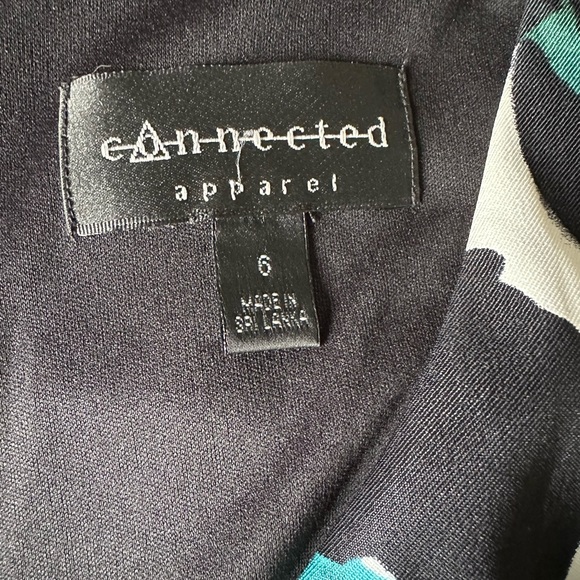 connected
apparel
6
MADE IN
SRI LANKA